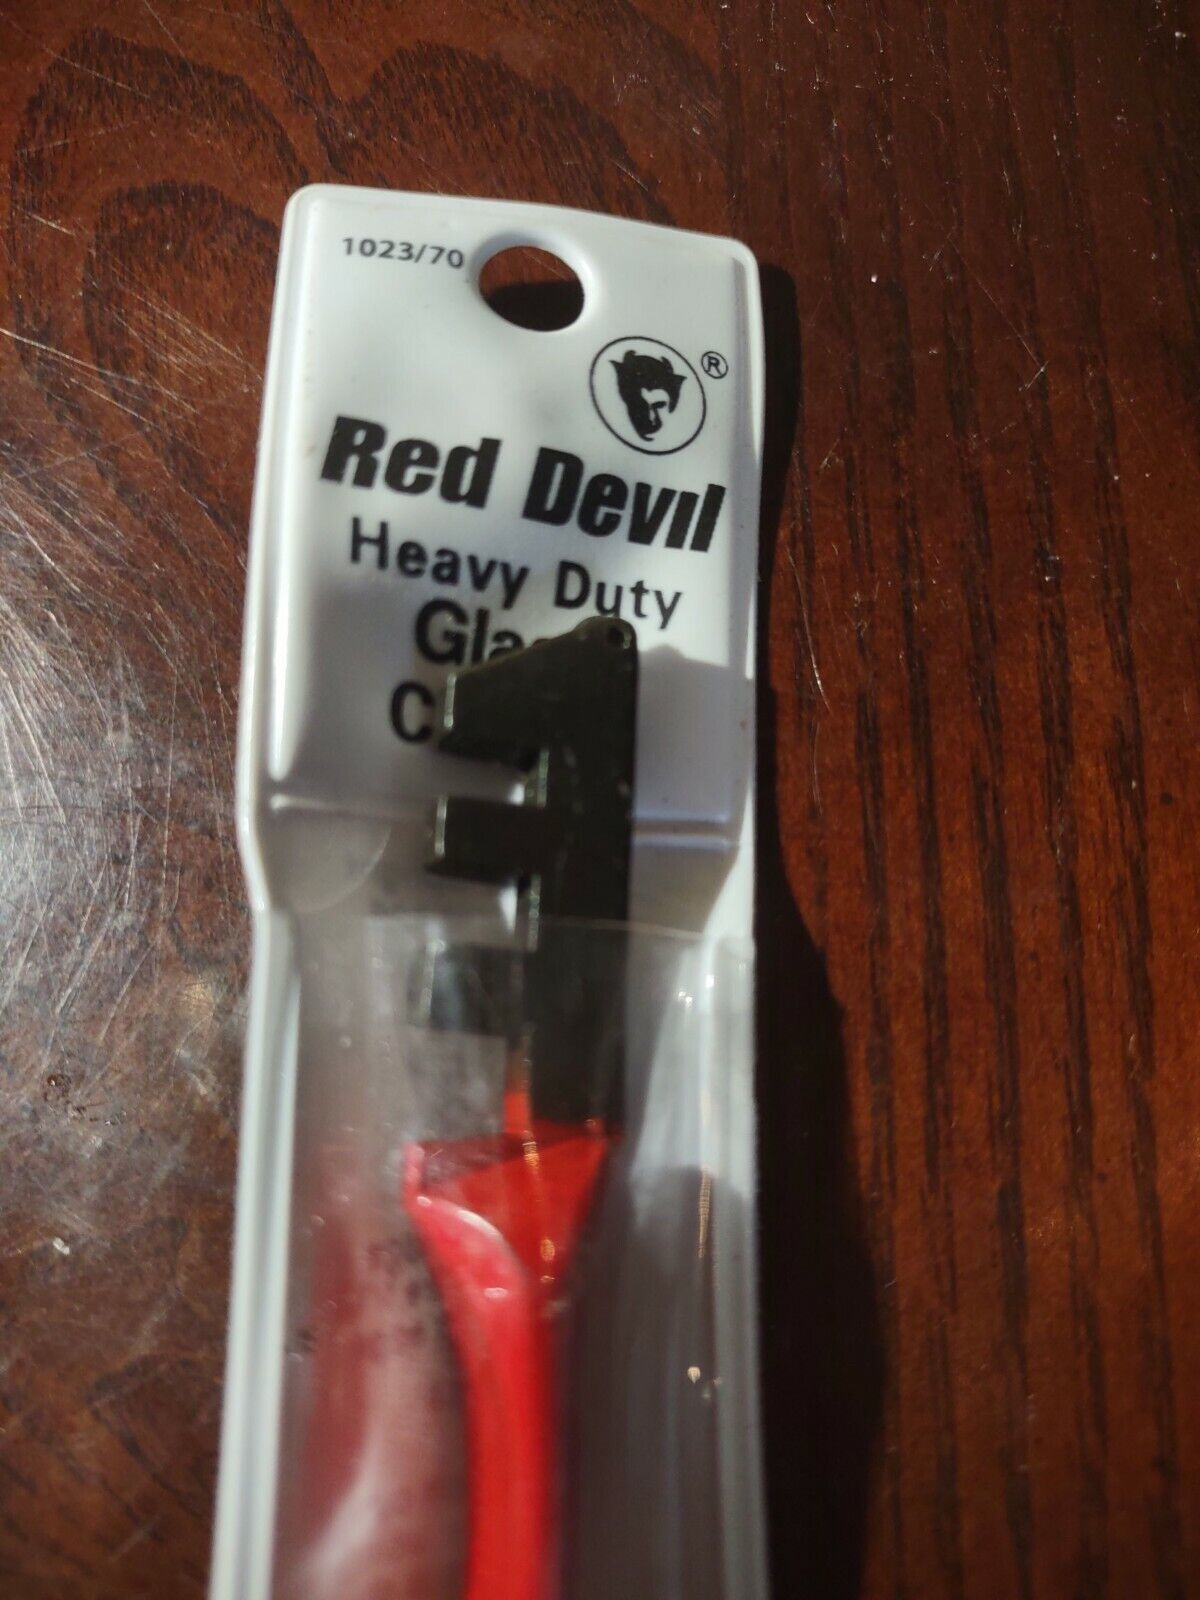 1023/70
®
Red Devil
Heavy Duty